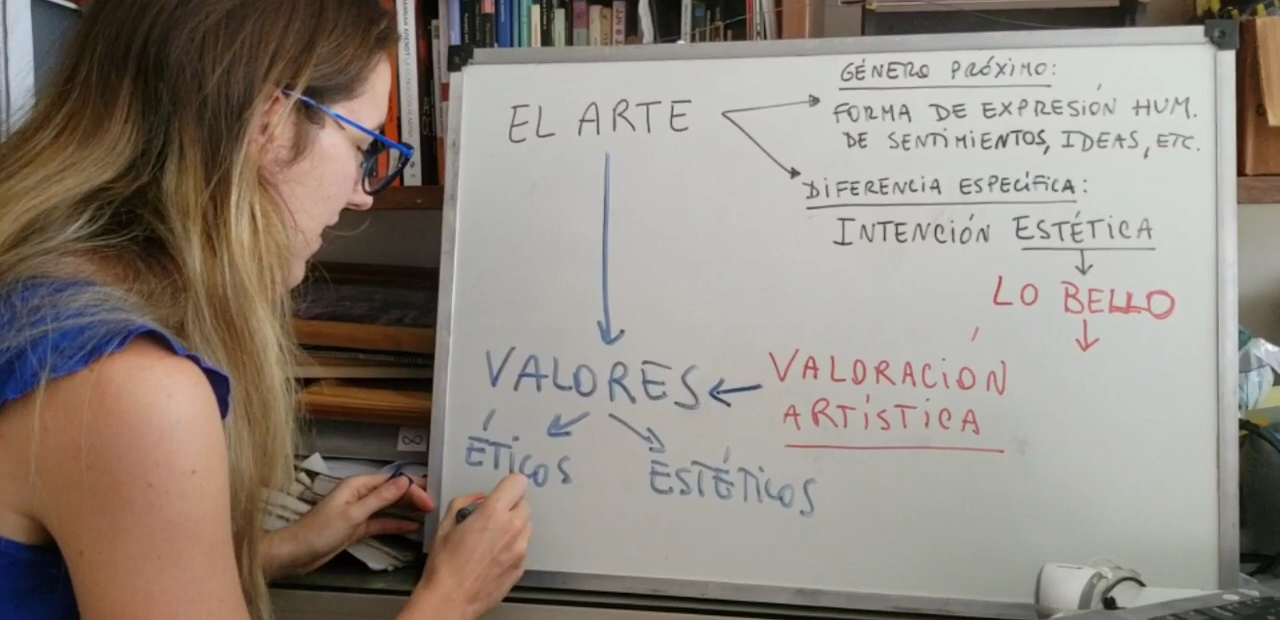 EL ARTE
GÉNERO PRÓXIMO:
FORMA DE EXPRESIÓN HUM.
DE SENTIMIENTOS, IDEAS, ETC.
DIFERENCIA ESPECÍFICA:
INTENCIÓN ESTÉTICA
LO BELLO
VALORES
VALORACIÓN
ARTÍSTICA
ÉTICOS
ESTÉTICOS